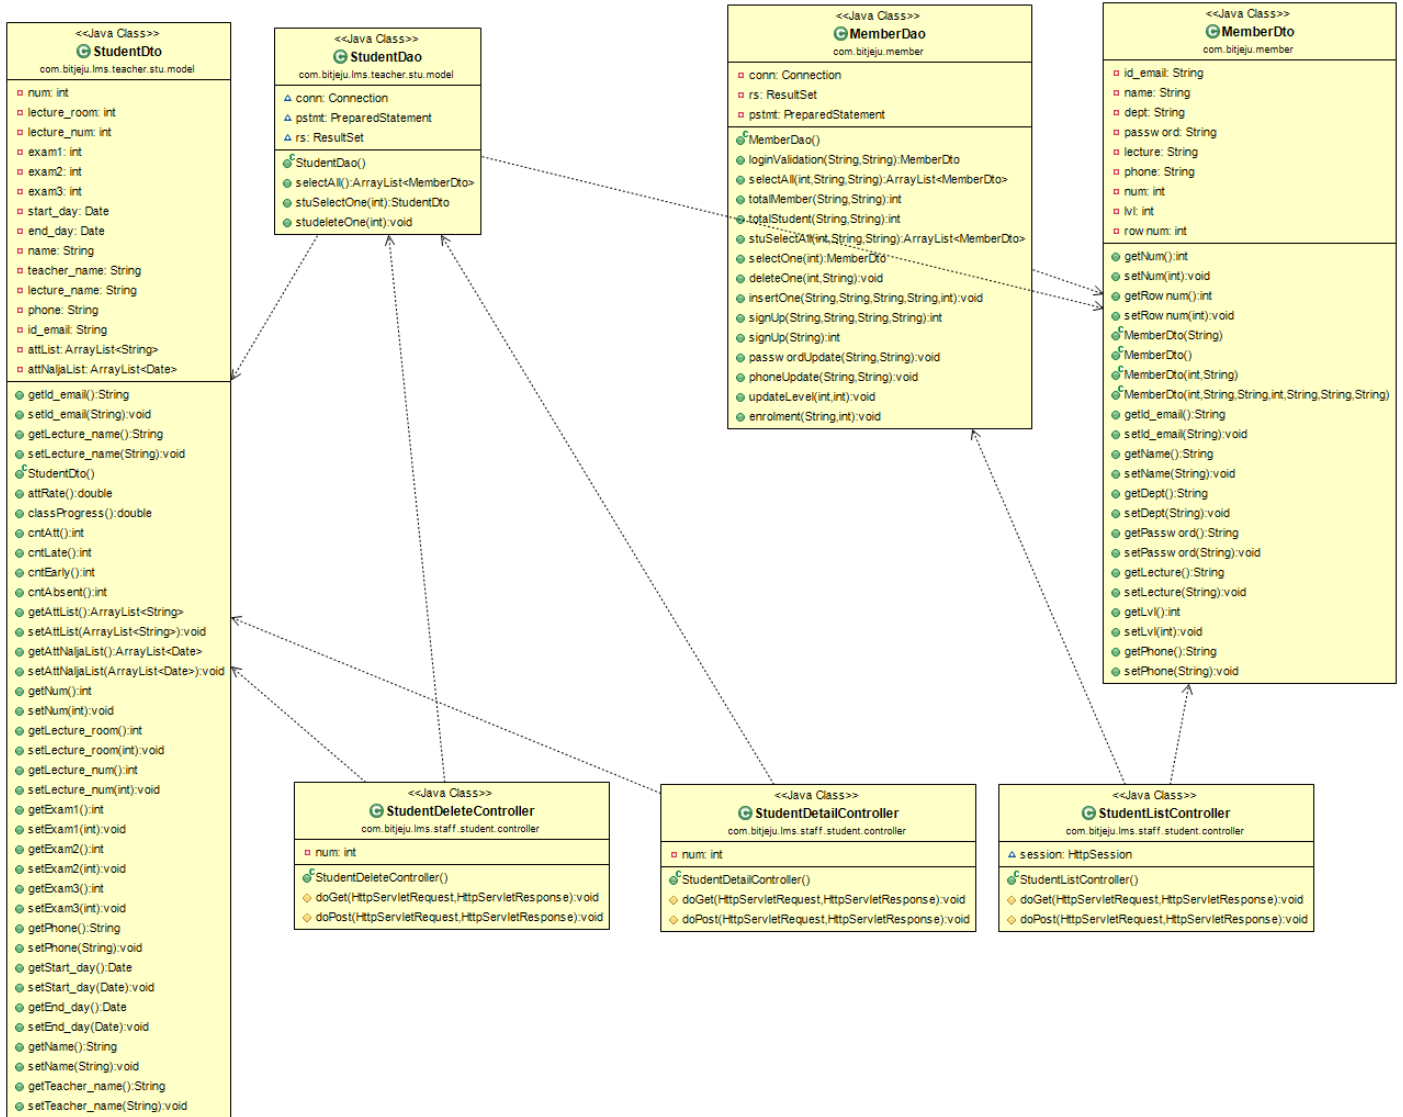 <<Java Class>>
StudentDto
com.bitjeju.lms.teacher.stu.model
num: int
lecture_room: int
lecture_num: int
exam1: int
exam2: int
exam3: int
start_day: Date
end_day: Date
name: String
teacher_name: String
lecture_name: String
phone: String
id_email: String
attList: ArrayList<String>
attNaljaList: ArrayList<Date>
getId_email():String
setId_email(String):void
getLecture_name():String
setLecture_name(String):void
StudentDto()
attRate():double
classProgress():double
cntAtt():int
cntLate():int
cntEarly():int
cntAbsent():int
getAttList():ArrayList<String>
setAttList(ArrayList<String>):void
getAttNaljaList():ArrayList<Date>
setAttNaljaList(ArrayList<Date>):void
getNum():int
setNum(int):void
getLecture_room():int
setLecture_room(int):void
getLecture_num():int
setLecture_num(int):void
getExam1():int
setExam1(int):void
getExam2():int
setExam2(int):void
getExam3():int
setExam3(int):void
getPhone():String
setPhone(String):void
getStart_day():Date
setStart_day(Date):void
getEnd_day():Date
setEnd_day(Date):void
getName():String
setName(String):void
getTeacher_name():String
setTeacher_name(String):void
<<Java Class>>
StudentDao
com.bitjeju.lms.teacher.stu.model
conn: Connection
pstmt: PreparedStatement
rs: ResultSet
StudentDao()
selectAll():ArrayList<MemberDto>
stuSelectOne(int):StudentDto
studeleteOne(int):void
<<Java Class>>
MemberDao
com.bitjeju.member
conn: Connection
rs: ResultSet
pstmt: PreparedStatement
MemberDao()
loginValidation(String,String):MemberDto
selectAll(int,String,String):ArrayList<MemberDto>
totalMember(String,String):int
totalStudent(String,String):int
stuSelectAll(int,String,String):ArrayList<MemberDto>
selectOne(int):MemberDto
deleteOne(int,String):void
insertOne(String,String,String,String,int):void
signUp(String,String,String,String):int
signUp(String):int
passwordUpdate(String,String):void
phoneUpdate(String,String):void
updateLevel(int,int):void
enrolment(String,int):void
<<Java Class>>
MemberDto
com.bitjeju.member
id_email: String
name: String
dept: String
password: String
lecture: String
phone: String
num: int
lvl: int
rownum: int
getNum():int
setNum(int):void
getRownum():int
setRownum(int):void
MemberDto(String)
MemberDto()
MemberDto(int,String)
MemberDto(int,String,String,int,String,String,String)
getId_email():String
setId_email(String):void
getName():String
setName(String):void
getDept():String
setDept(String):void
getPassword():String
setPassword(String):void
getLecture():String
setLecture(String):void
getLvl():int
setLvl(int):void
getPhone():String
setPhone(String):void
<<Java Class>>
StudentDeleteController
com.bitjeju.lms.staff.student.controller
num: int
StudentDeleteController()
doGet(HttpServletRequest,HttpServletResponse):void
doPost(HttpServletRequest,HttpServletResponse):void
<<Java Class>>
StudentDetailController
com.bitjeju.lms.staff.student.controller
num: int
StudentDetailController()
doGet(HttpServletRequest,HttpServletResponse):void
doPost(HttpServletRequest,HttpServletResponse):void
<<Java Class>>
StudentListController
com.bitjeju.lms.staff.student.controller
session: HttpSession
StudentListController()
doGet(HttpServletRequest,HttpServletResponse):void
doPost(HttpServletRequest,HttpServletResponse):void